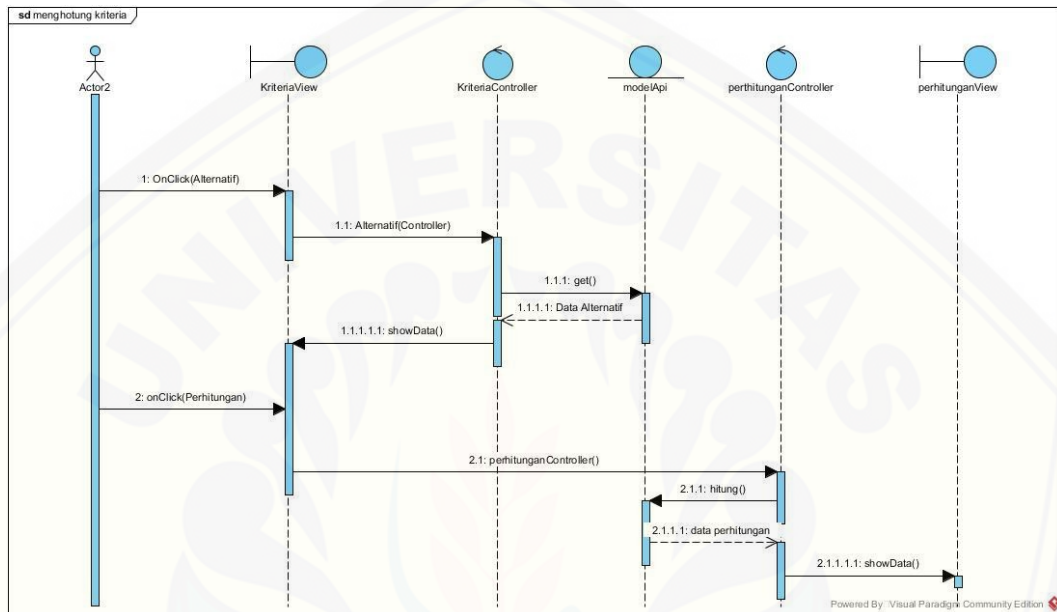 sd menghotung kriteria
Actor2
KriteriaView
KriteriaController
modelApi
perthitunganController
perhitunganView
1: OnClick(Alternatif)
1.1: Alternatif(Controller)
1.1.1: get()
1.1.1.1: Data Alternatif
1.1.1.1.1: showData()
2: onClick(Perhitungan)
2.1: perhitunganController()
2.1.1: hitung()
2.1.1.1: data perhitungan
2.1.1.1.1: showData()
UNIVERSITAS
Powered By Visual Paradigm Community Edition